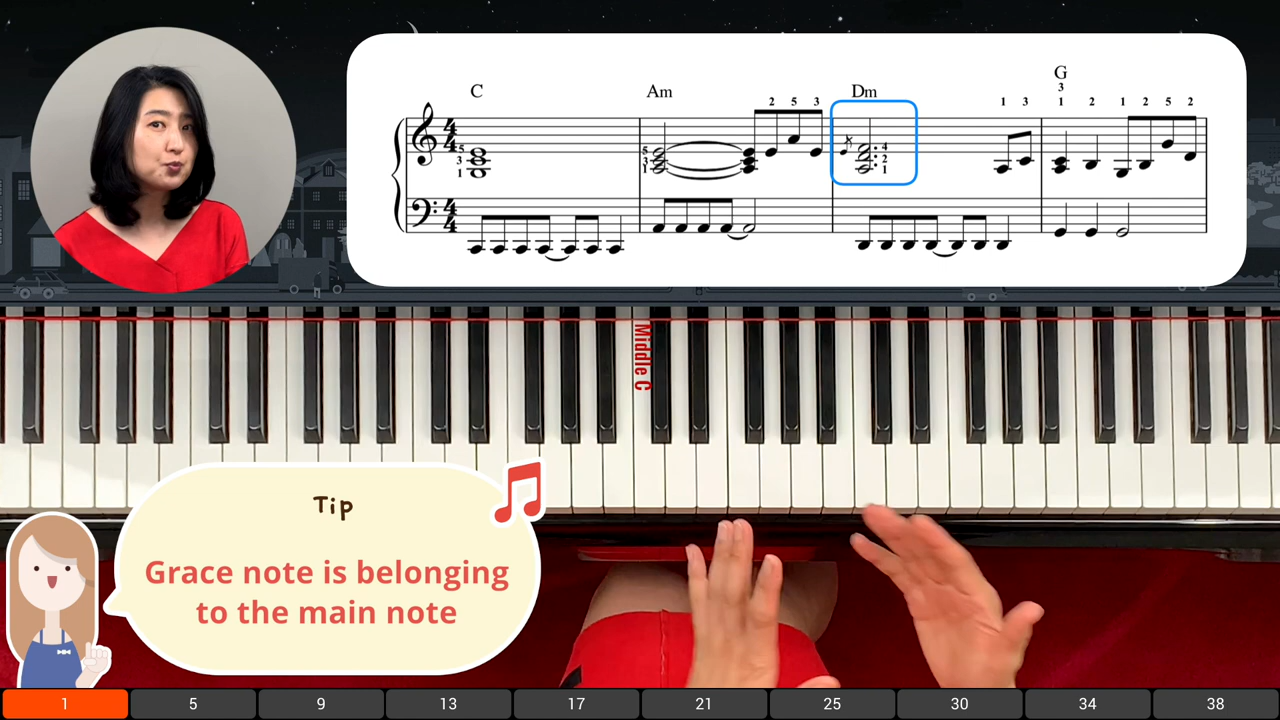 G
C Am Dm 3
2 5 3 1 3 1 2 1 2 5 2
4 5 5 4
4 3 3 2
1 1 1
4
4
Middle C
Tip
Grace note is belonging
to the main note
1 5 9 13 17 21 25 30 34 38